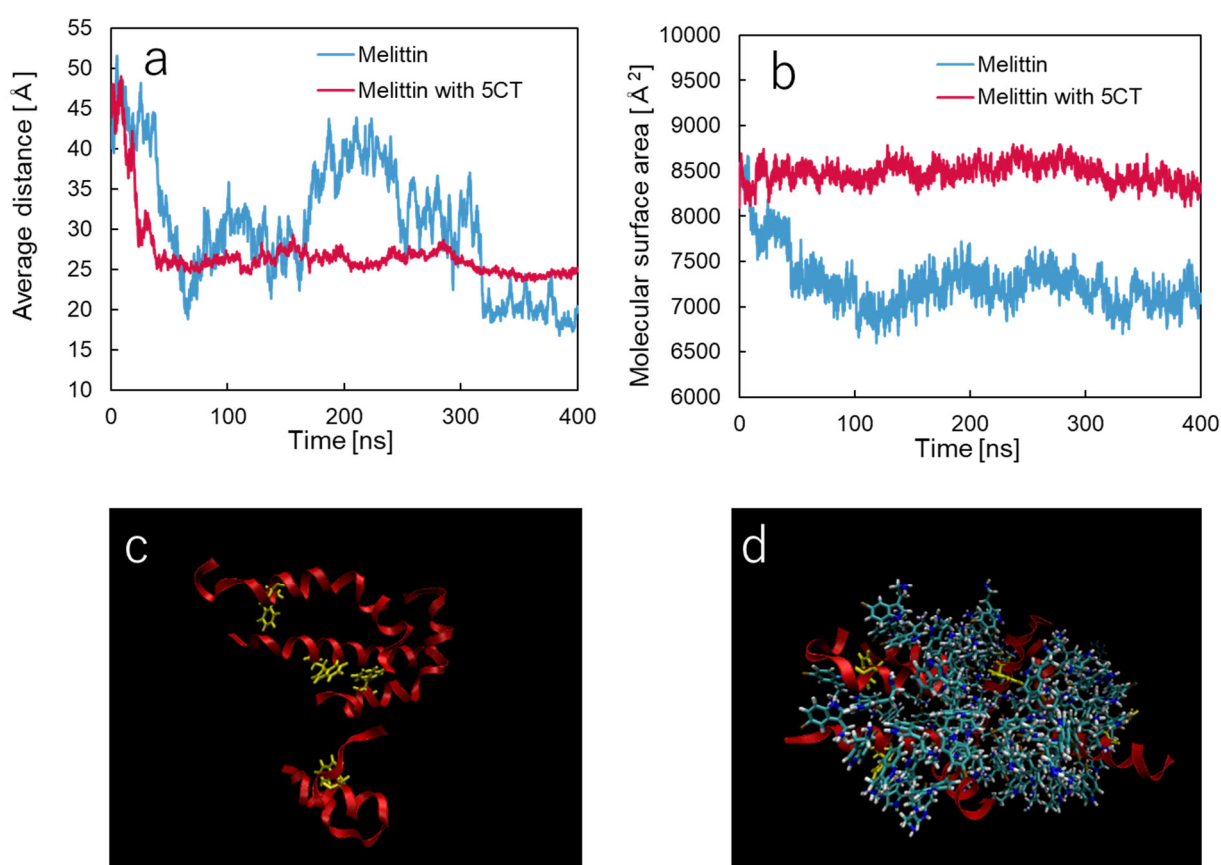 a
Melittin
Melittin with 5CT
Average distance [Å]
55
50
45
40
35
30
25
20
15
10
0 100 200 300 400
Time [ns]
b
Melittin
Melittin with 5CT
Molecular surface area [Å²]
10000
9500
9000
8500
8000
7500
7000
6500
6000
0 100 200 300 400
Time [ns]
c
d